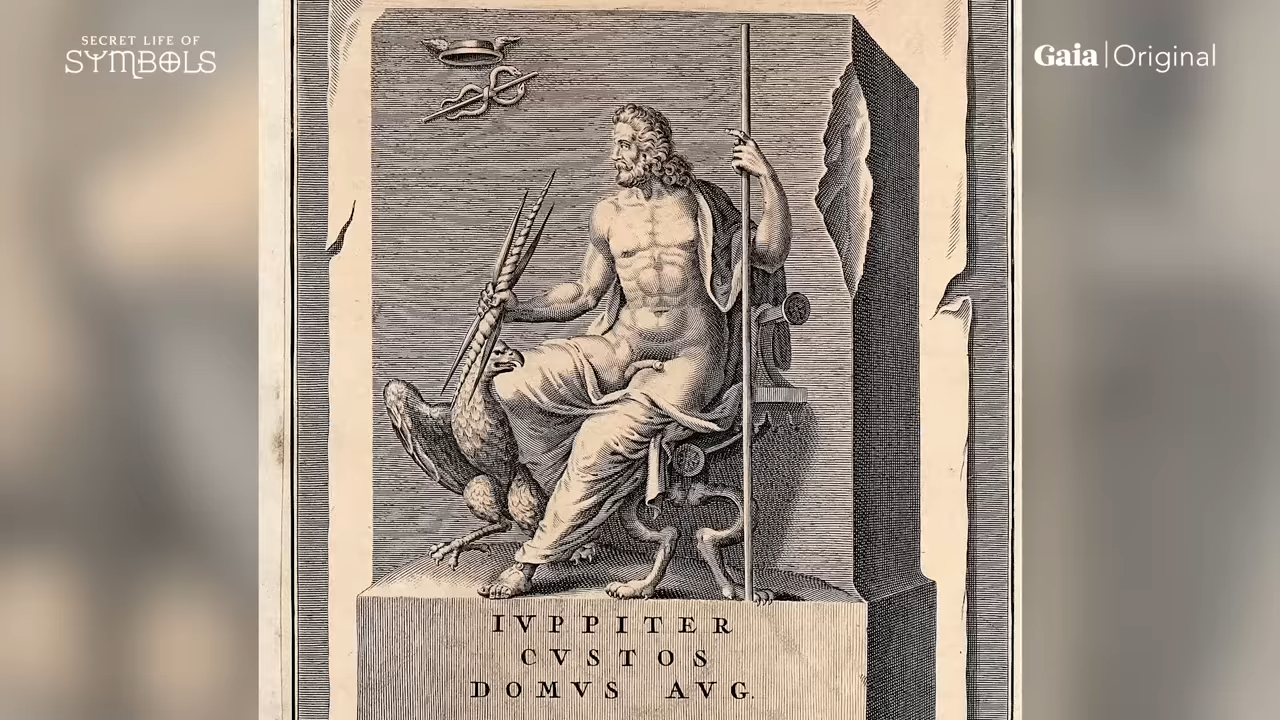 SECRET LIFE OF
SYMBOLS
Gaia | Original
IVPPITER
CVSTOS
DOMVS AVG.